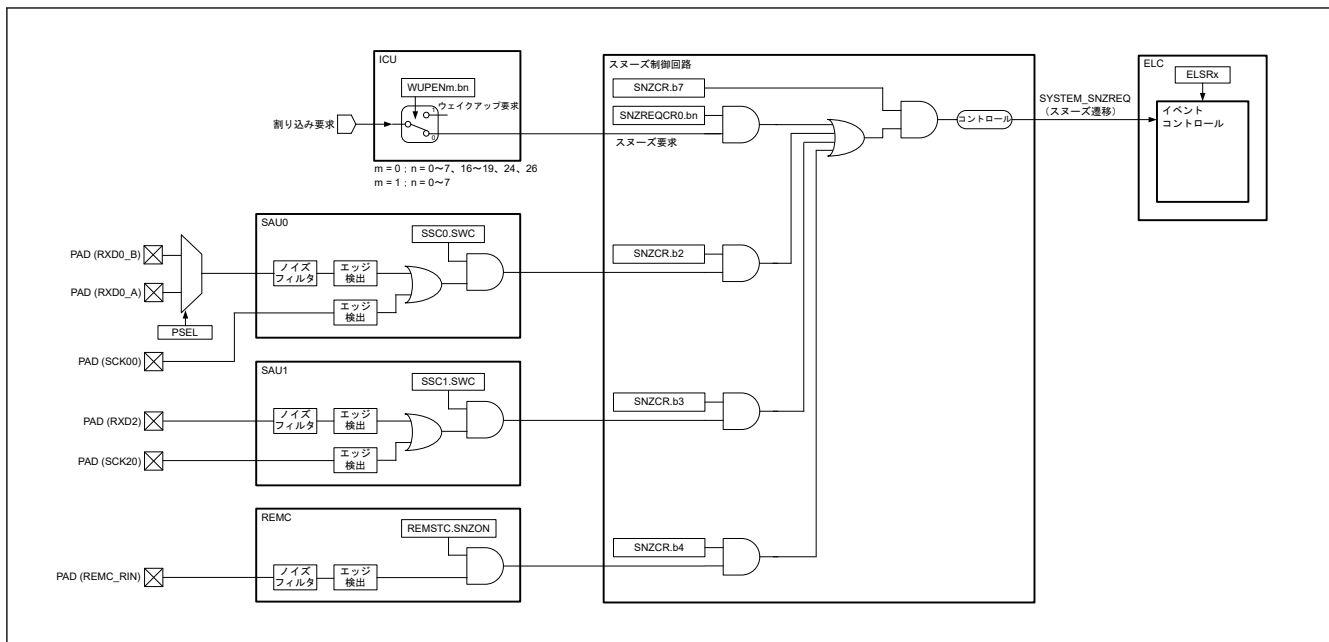 ICU
WUPENm.bn
ウェイクアップ要求
1
0
割り込み要求
m = 0 ; n = 0～7、16～19、24、26
m = 1 ; n = 0～7
スヌーズ制御回路
SNZCR.b7
SNZREQCR0.bn
スヌーズ要求
コントロール
SYSTEM_SNZREQ
(スヌーズ遷移)
ELC
ELSRx
イベント
コントロール
SAU0
SSC0.SWC
PAD (RXD0_B)
PAD (RXD0_A)
PSEL
PAD (SCK00)
ノイズ
フィルタ
エッジ
検出
エッジ
検出
SNZCR.b2
SAU1
SSC1.SWC
PAD (RXD2)
PAD (SCK20)
ノイズ
フィルタ
エッジ
検出
エッジ
検出
SNZCR.b3
REMC
REMSTC.SNZON
PAD (REMC_RIN)
ノイズ
フィルタ
エッジ
検出
SNZCR.b4